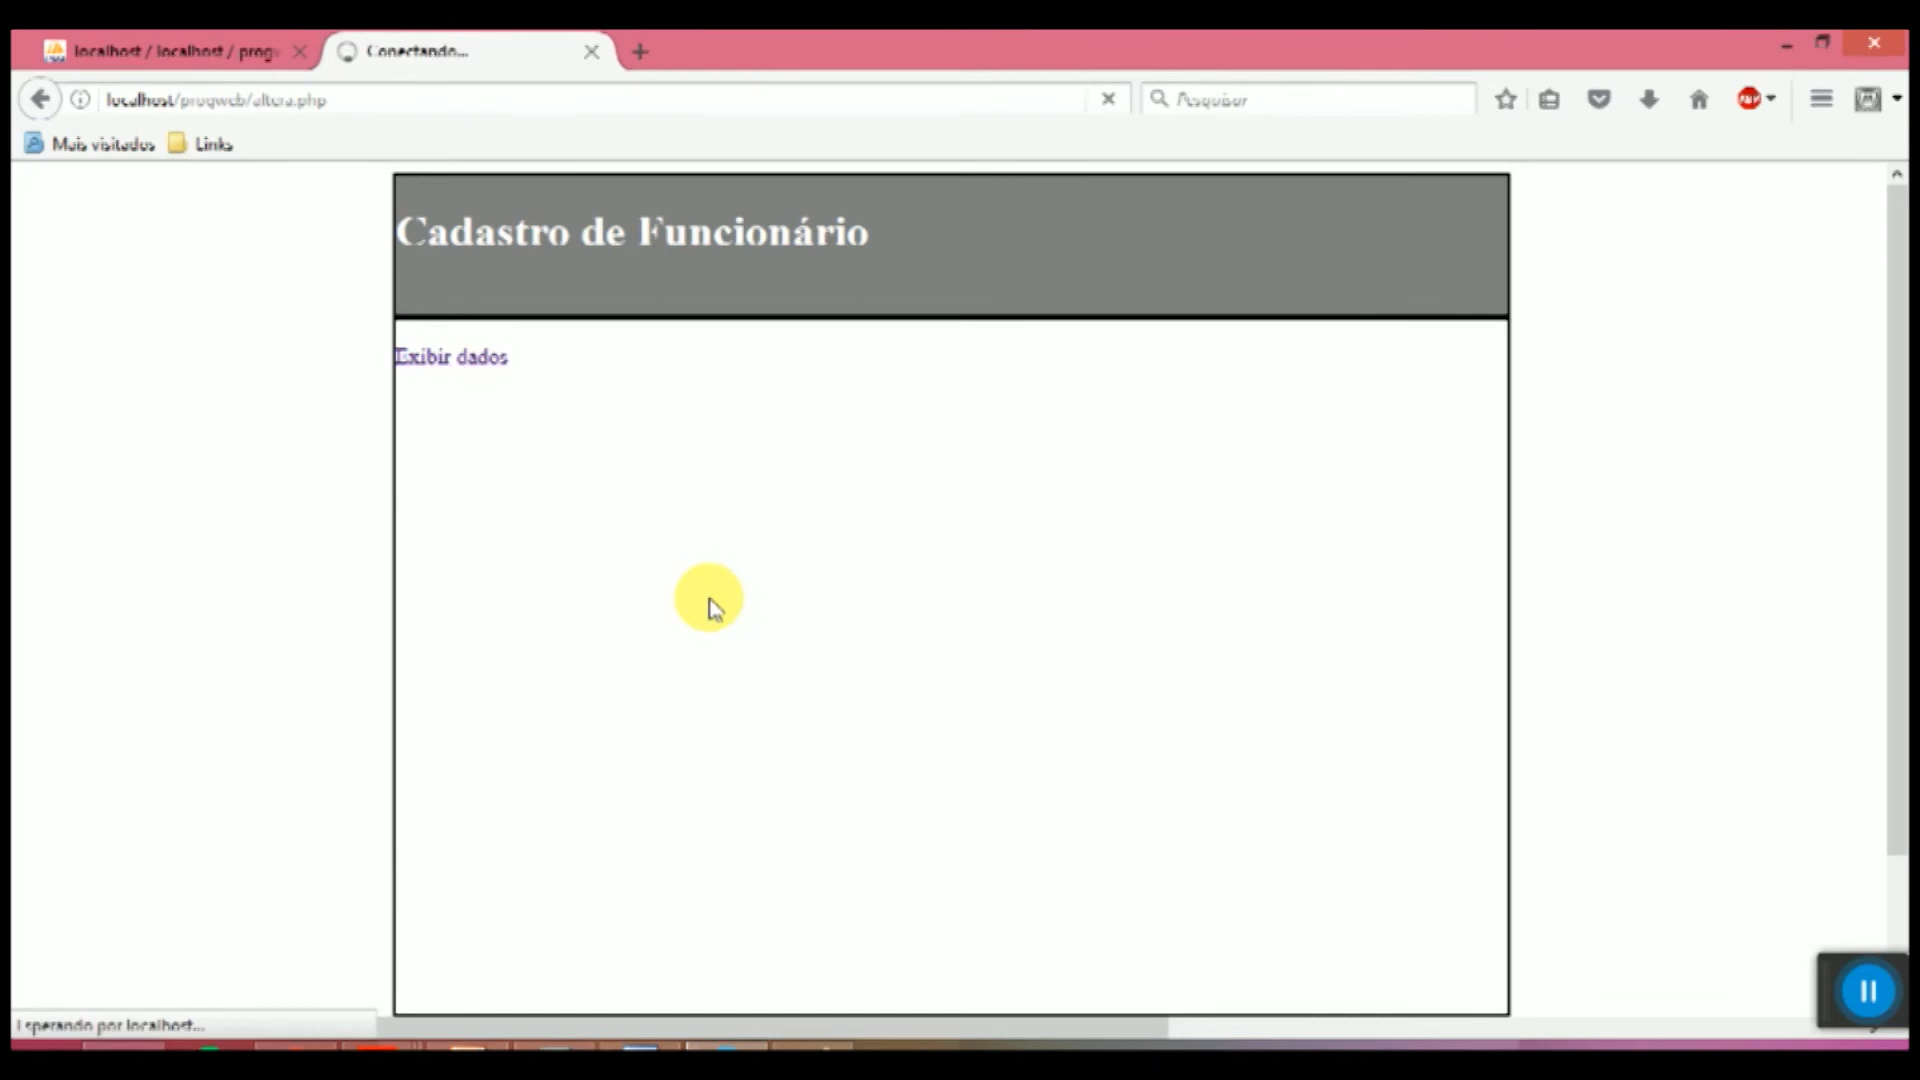 localhost / localhost / prog
Conectando...
localhost/progweb/altera.php
Pesquisar
ABP
Mais visitados
Links
Cadastro de Funcionário
Exibir dados
Esperando por localhost...